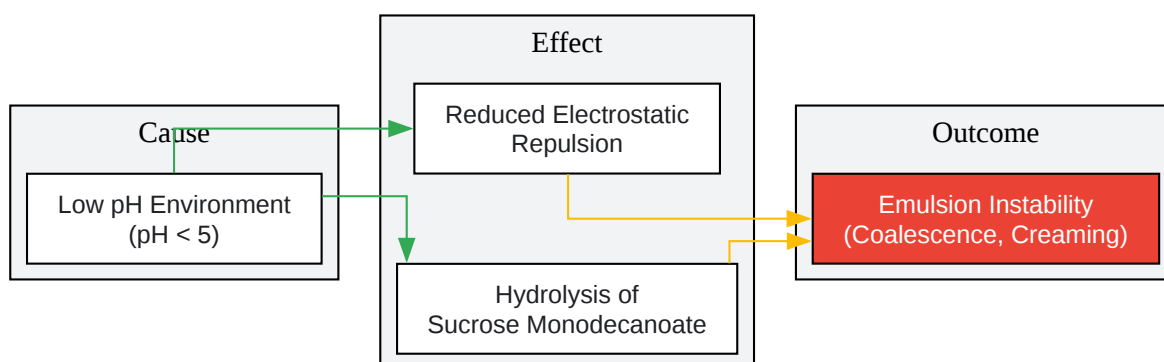 Cause
Low pH Environment
(pH < 5)
Effect
Reduced Electrostatic
Repulsion
Hydrolysis of
Sucrose Monodecanoate
Outcome
Emulsion Instability
(Coalescence, Creaming)